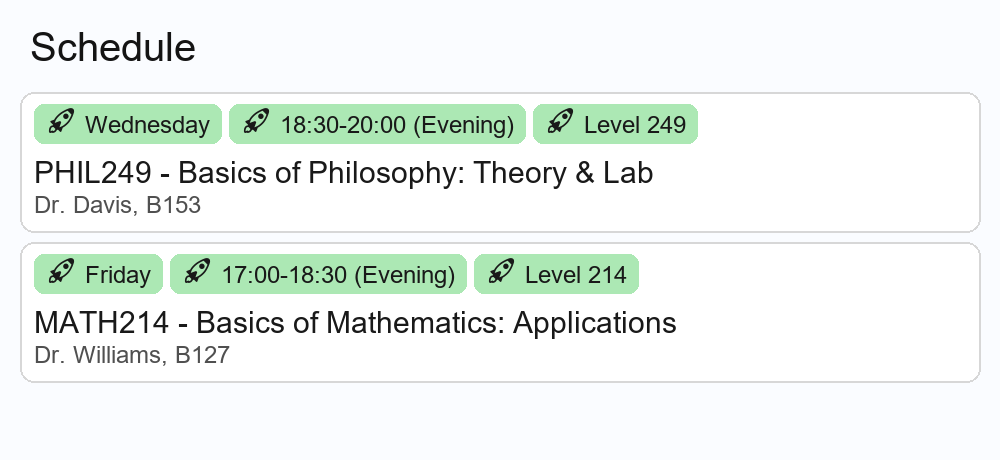 Schedule
Wednesday 18:30-20:00 (Evening) Level 249
PHIL249 - Basics of Philosophy: Theory & Lab
Dr. Davis, B153
Friday 17:00-18:30 (Evening) Level 214
MATH214 - Basics of Mathematics: Applications
Dr. Williams, B127